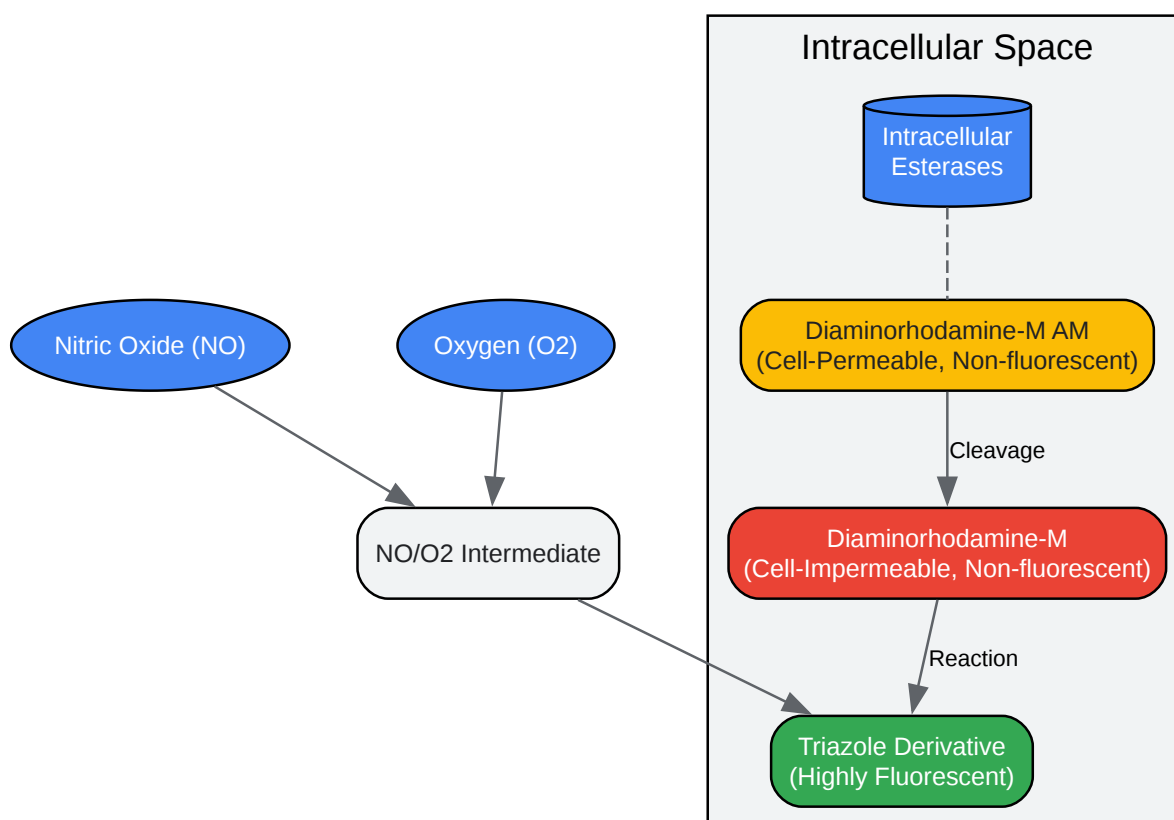 Intracellular Space
Intracellular
Esterases
Nitric Oxide (NO)
Oxygen (O2)
Diaminorhodamine-M AM
(Cell-Permeable, Non-fluorescent)
Cleavage
NO/O2 Intermediate
Diaminorhodamine-M
(Cell-Impermeable, Non-fluorescent)
Reaction
Triazole Derivative
(Highly Fluorescent)